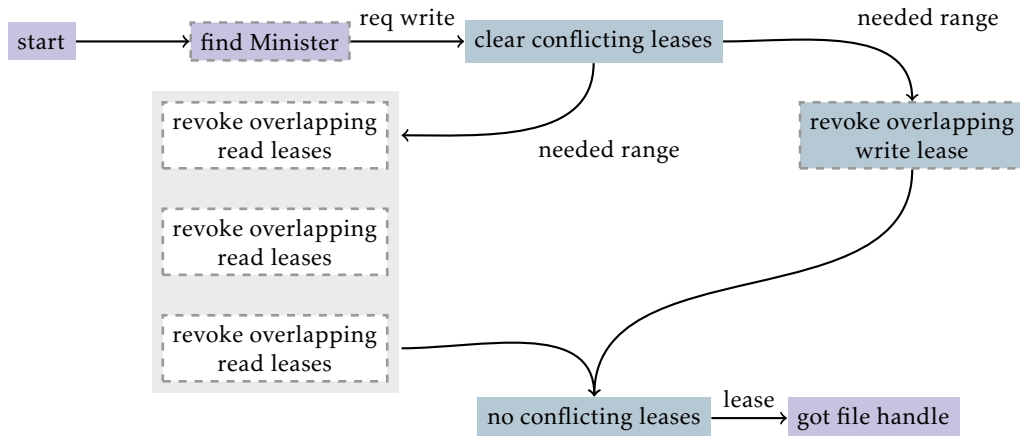 start
find Minister
req write
clear conflicting leases
needed range
revoke overlapping
read leases
needed range
revoke overlapping
write lease
revoke overlapping
read leases
revoke overlapping
read leases
no conflicting leases
lease
got file handle